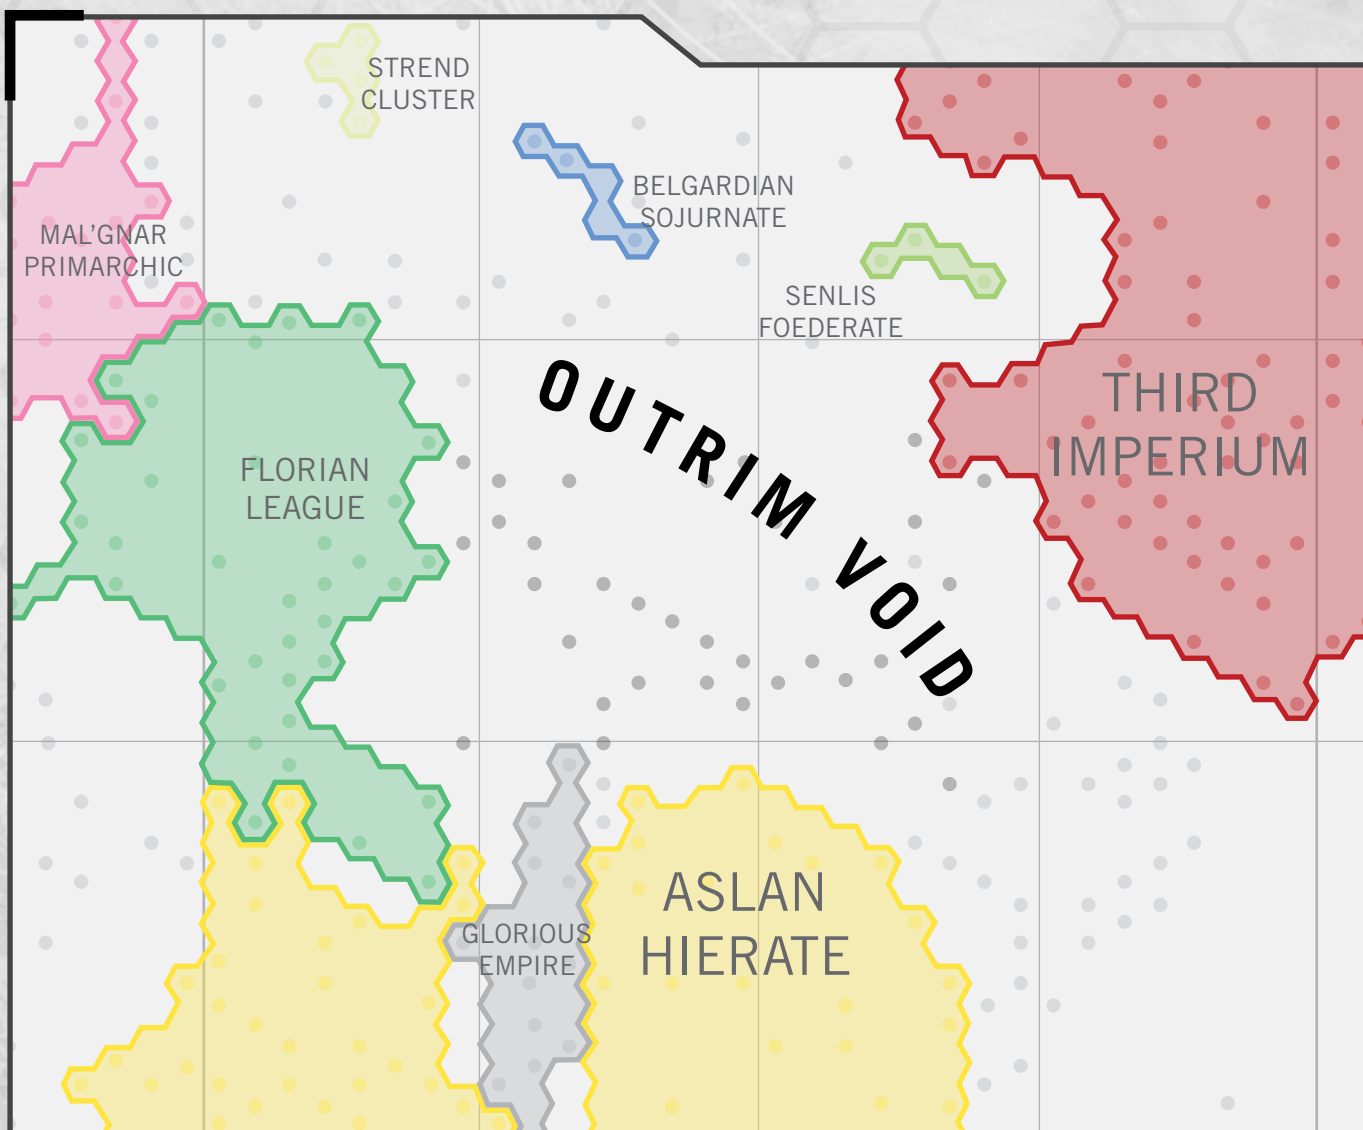 STREND
CLUSTER
BELGARDIAN
SOJURNATE
MAL'GNAR
PRIMARCHIC
SENLIS
FOEDERATE
OUTRIM VOID
THIRD
IMPERIUM
FLORIAN
LEAGUE
ASLAN
HIERATE
GLORIOUS
EMPIRE